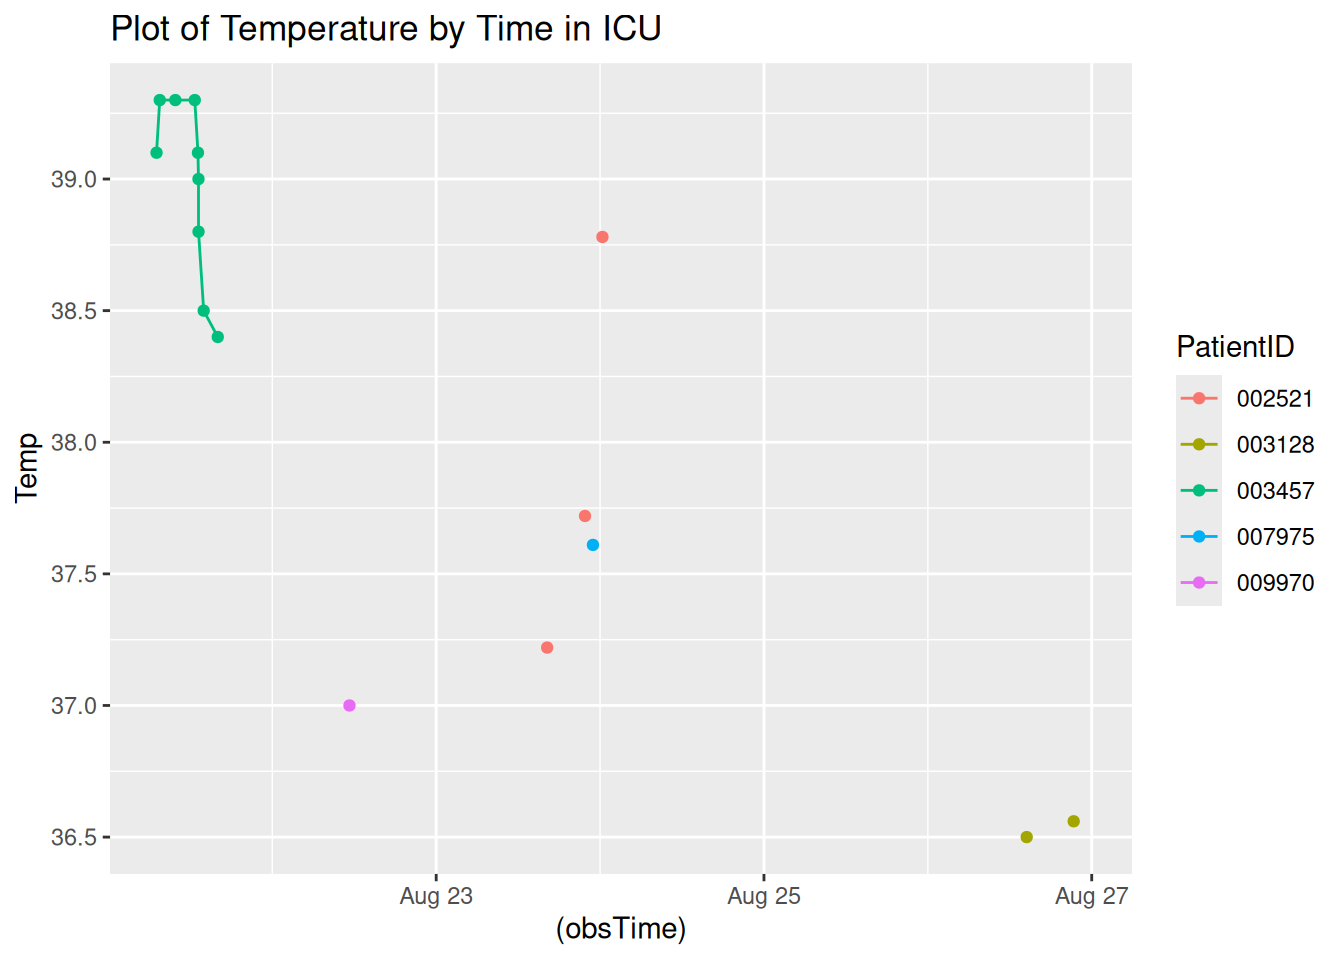 Plot of Temperature by Time in ICU
39.0
38.5
38.0
37.5
37.0
36.5
Temp
Aug 23
Aug 25
Aug 27
(obsTime)
PatientID
002521
003128
003457
007975
009970